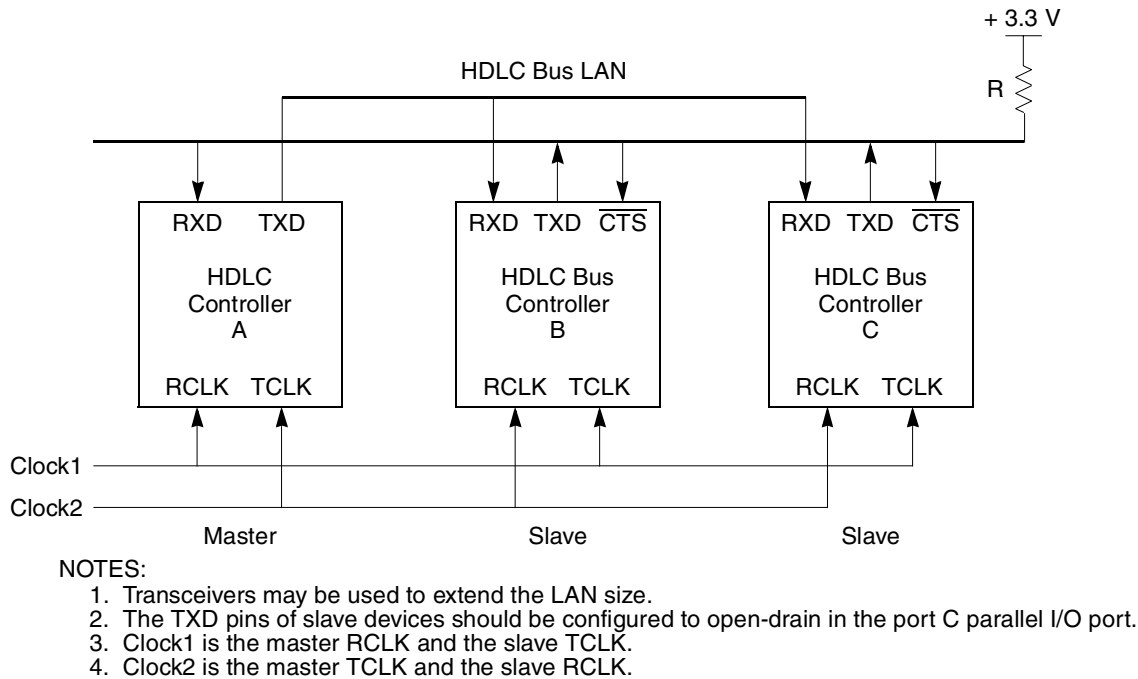 + 3.3 V
HDLC Bus LAN
R
RXD TXD
RXD TXD CTS
RXD TXD CTS
HDLC
Controller
A
HDLC Bus
Controller
B
HDLC Bus
Controller
C
RCLK TCLK
RCLK TCLK
RCLK TCLK
Clock1
Clock2
Master
Slave
Slave
NOTES:
1. Transceivers may be used to extend the LAN size.
2. The TXD pins of slave devices should be configured to open-drain in the port C parallel I/O port.
3. Clock1 is the master RCLK and the slave TCLK.
4. Clock2 is the master TCLK and the slave RCLK.